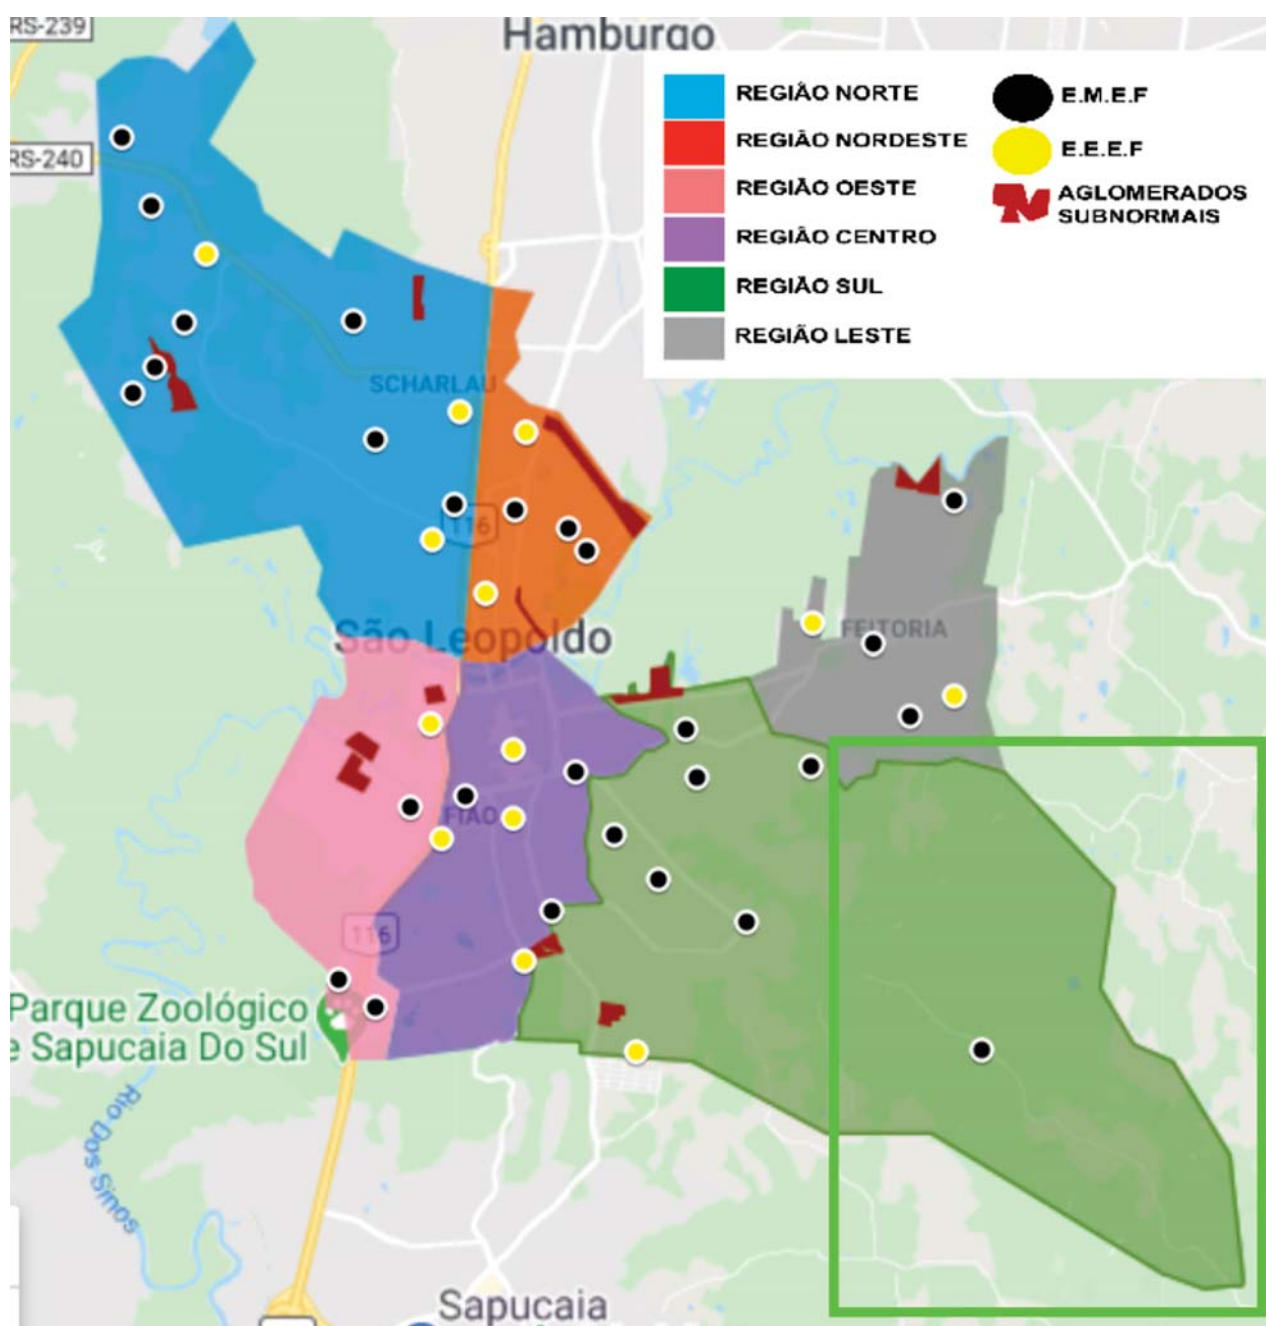 RS-239
Hamburgo
REGIÃO NORTE
REGIÃO NORDESTE
REGIÃO OESTE
REGIÃO CENTRO
REGIÃO SUL
REGIÃO LESTE
E.M.E.F
E.E.E.F
AGLOMERADOS
SUBNORMAIS
RS-240
SCHARLAU
116
São Leopoldo
FEITORIA
FIAO
116
Parque Zoológico
e Sapucaia Do Sul
Rio Dos Sinos
Sapucaia